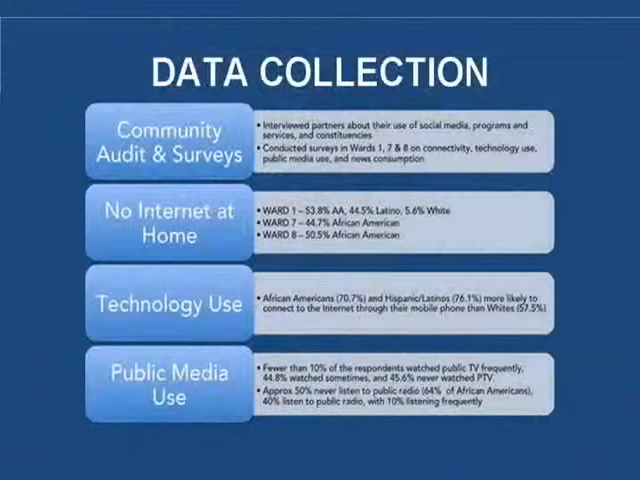 DATA COLLECTION
Community
Audit & Surveys
• Interviewed partners about their use of social media, programs and
services, and constituencies
• Conducted surveys in Wards 1, 7 & 8 on connectivity, technology use,
public media use, and news consumption
No Internet at
Home
• WARD 1 – 53.8% AA, 44.5% Latino, 5.6% White
• WARD 7 – 44.7% African American
• WARD 8 – 50.5% African American
Technology Use
• African Americans (70.7%) and Hispanic/Latinos (76.1%) more likely to
connect to the Internet through their mobile phone than Whites (57.5%)
Public Media
Use
• Fewer than 10% of the respondents watched public TV frequently,
44.8% watched sometimes, and 45.6% never watched PTV.
• Approx 50% never listen to public radio (64% of African Americans),
40% listen to public radio, with 10% listening frequently